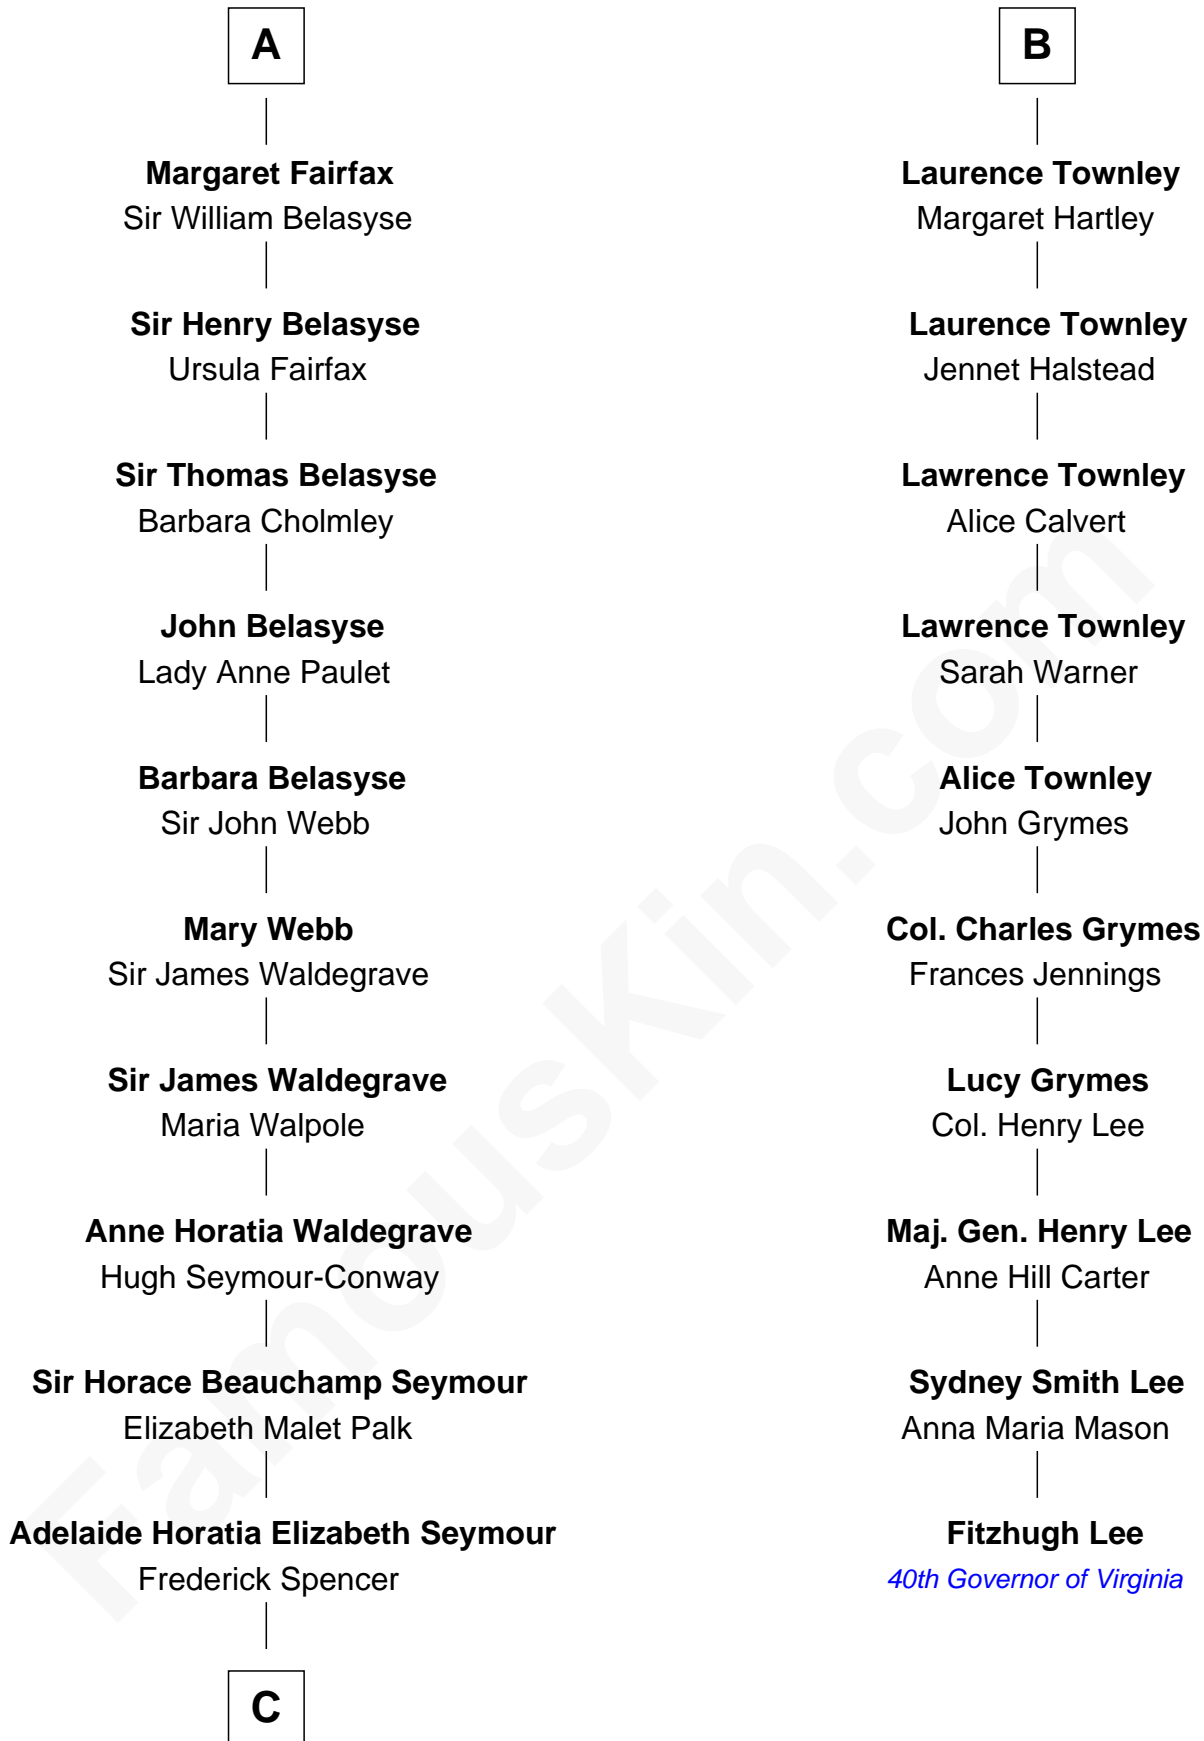 A
Margaret Fairfax
Sir William Belasyse
Sir Henry Belasyse
Ursula Fairfax
Sir Thomas Belasyse
Barbara Cholmley
John Belasyse
Lady Anne Paulet
Barbara Belasyse
Sir John Webb
Mary Webb
Sir James Waldegrave
Sir James Waldegrave
Maria Walpole
Anne Horatia Waldegrave
Hugh Seymour-Conway
Sir Horace Beauchamp Seymour
Elizabeth Malet Palk
Adelaide Horatia Elizabeth Seymour
Frederick Spencer
C
B
Laurence Townley
Margaret Hartley
Laurence Townley
Jennet Halstead
Lawrence Townley
Alice Calvert
Lawrence Townley
Sarah Warner
Alice Townley
John Grymes
Col. Charles Grymes
Frances Jennings
Lucy Grymes
Col. Henry Lee
Maj. Gen. Henry Lee
Anne Hill Carter
Sydney Smith Lee
Anna Maria Mason
Fitzhugh Lee
40th Governor of Virginia
FamousKin.com